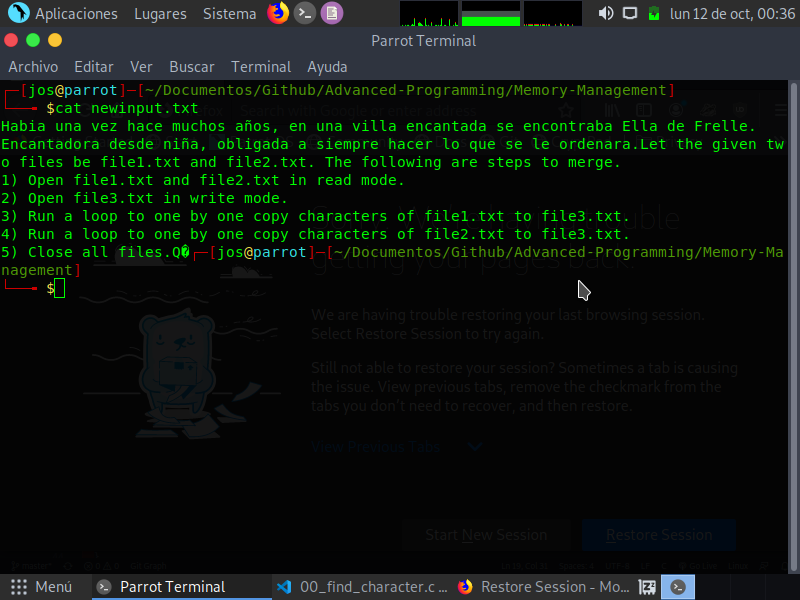 Aplicaciones Lugares Sistema lun 12 de oct, 00:36
Parrot Terminal
Archivo Editar Ver Buscar Terminal Ayuda
┌─[jos@parrot]─[~/Documentos/Github/Advanced-Programming/Memory-Management]
└──╼ $cat newinput.txt
Habia una vez hace muchos años, en una villa encantada se encontraba Ella de Frelle.
Encantadora desde niña, obligada a siempre hacer lo que se le ordenara.Let the given tw
o files be file1.txt and file2.txt. The following are steps to merge.
1) Open file1.txt and file2.txt in read mode.
2) Open file3.txt in write mode.
3) Run a loop to one by one copy characters of file1.txt to file3.txt.
4) Run a loop to one by one copy characters of file2.txt to file3.txt.
5) Close all files.Q�┌─[jos@parrot]─[~/Documentos/Github/Advanced-Programming/Memory-Ma
nagement]
└──╼ $
getting your pages back.
We are having trouble restoring your last browsing session.
Select Restore Session to try again.
Still not able to restore your session? Sometimes a tab is causing
the issue. View previous tabs, remove the checkmark from the
tabs you don't need to recover, and then restore.
View Previous Tabs
Start New Session Restore Session
Menú Parrot Terminal 00_find_character.c ... Restore Session - Mo...